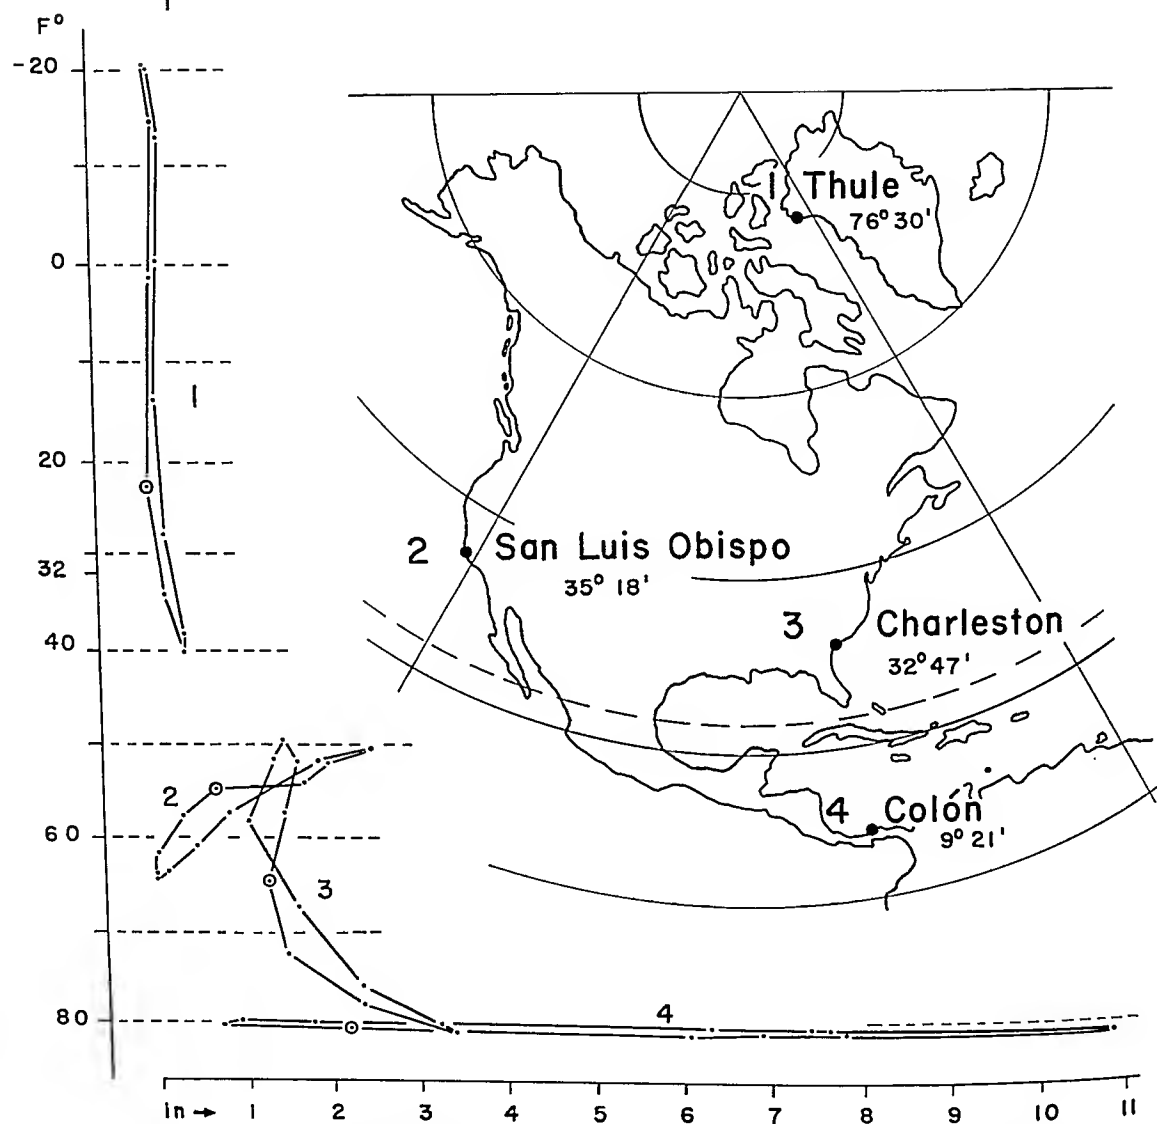 F°
-20
0
20
32
40
60
80
1
2
3
4
in → 1 2 3 4 5 6 7 8 9 10 11
1 Thule
76° 30'
2 San Luis Obispo
35° 18'
3 Charleston
32° 47'
4 Colón
9° 21'